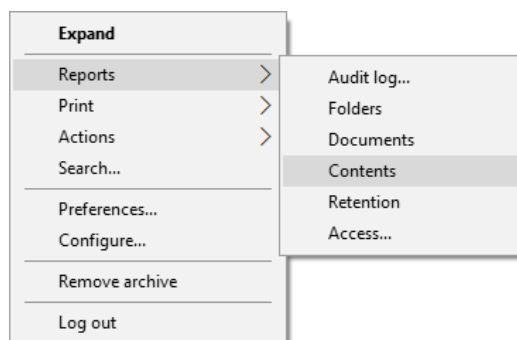 Expand
Reports
Print
Actions
Search...
Preferences...
Configure...
Remove archive
Log out
Audit log...
Folders
Documents
Contents
Retention
Access...